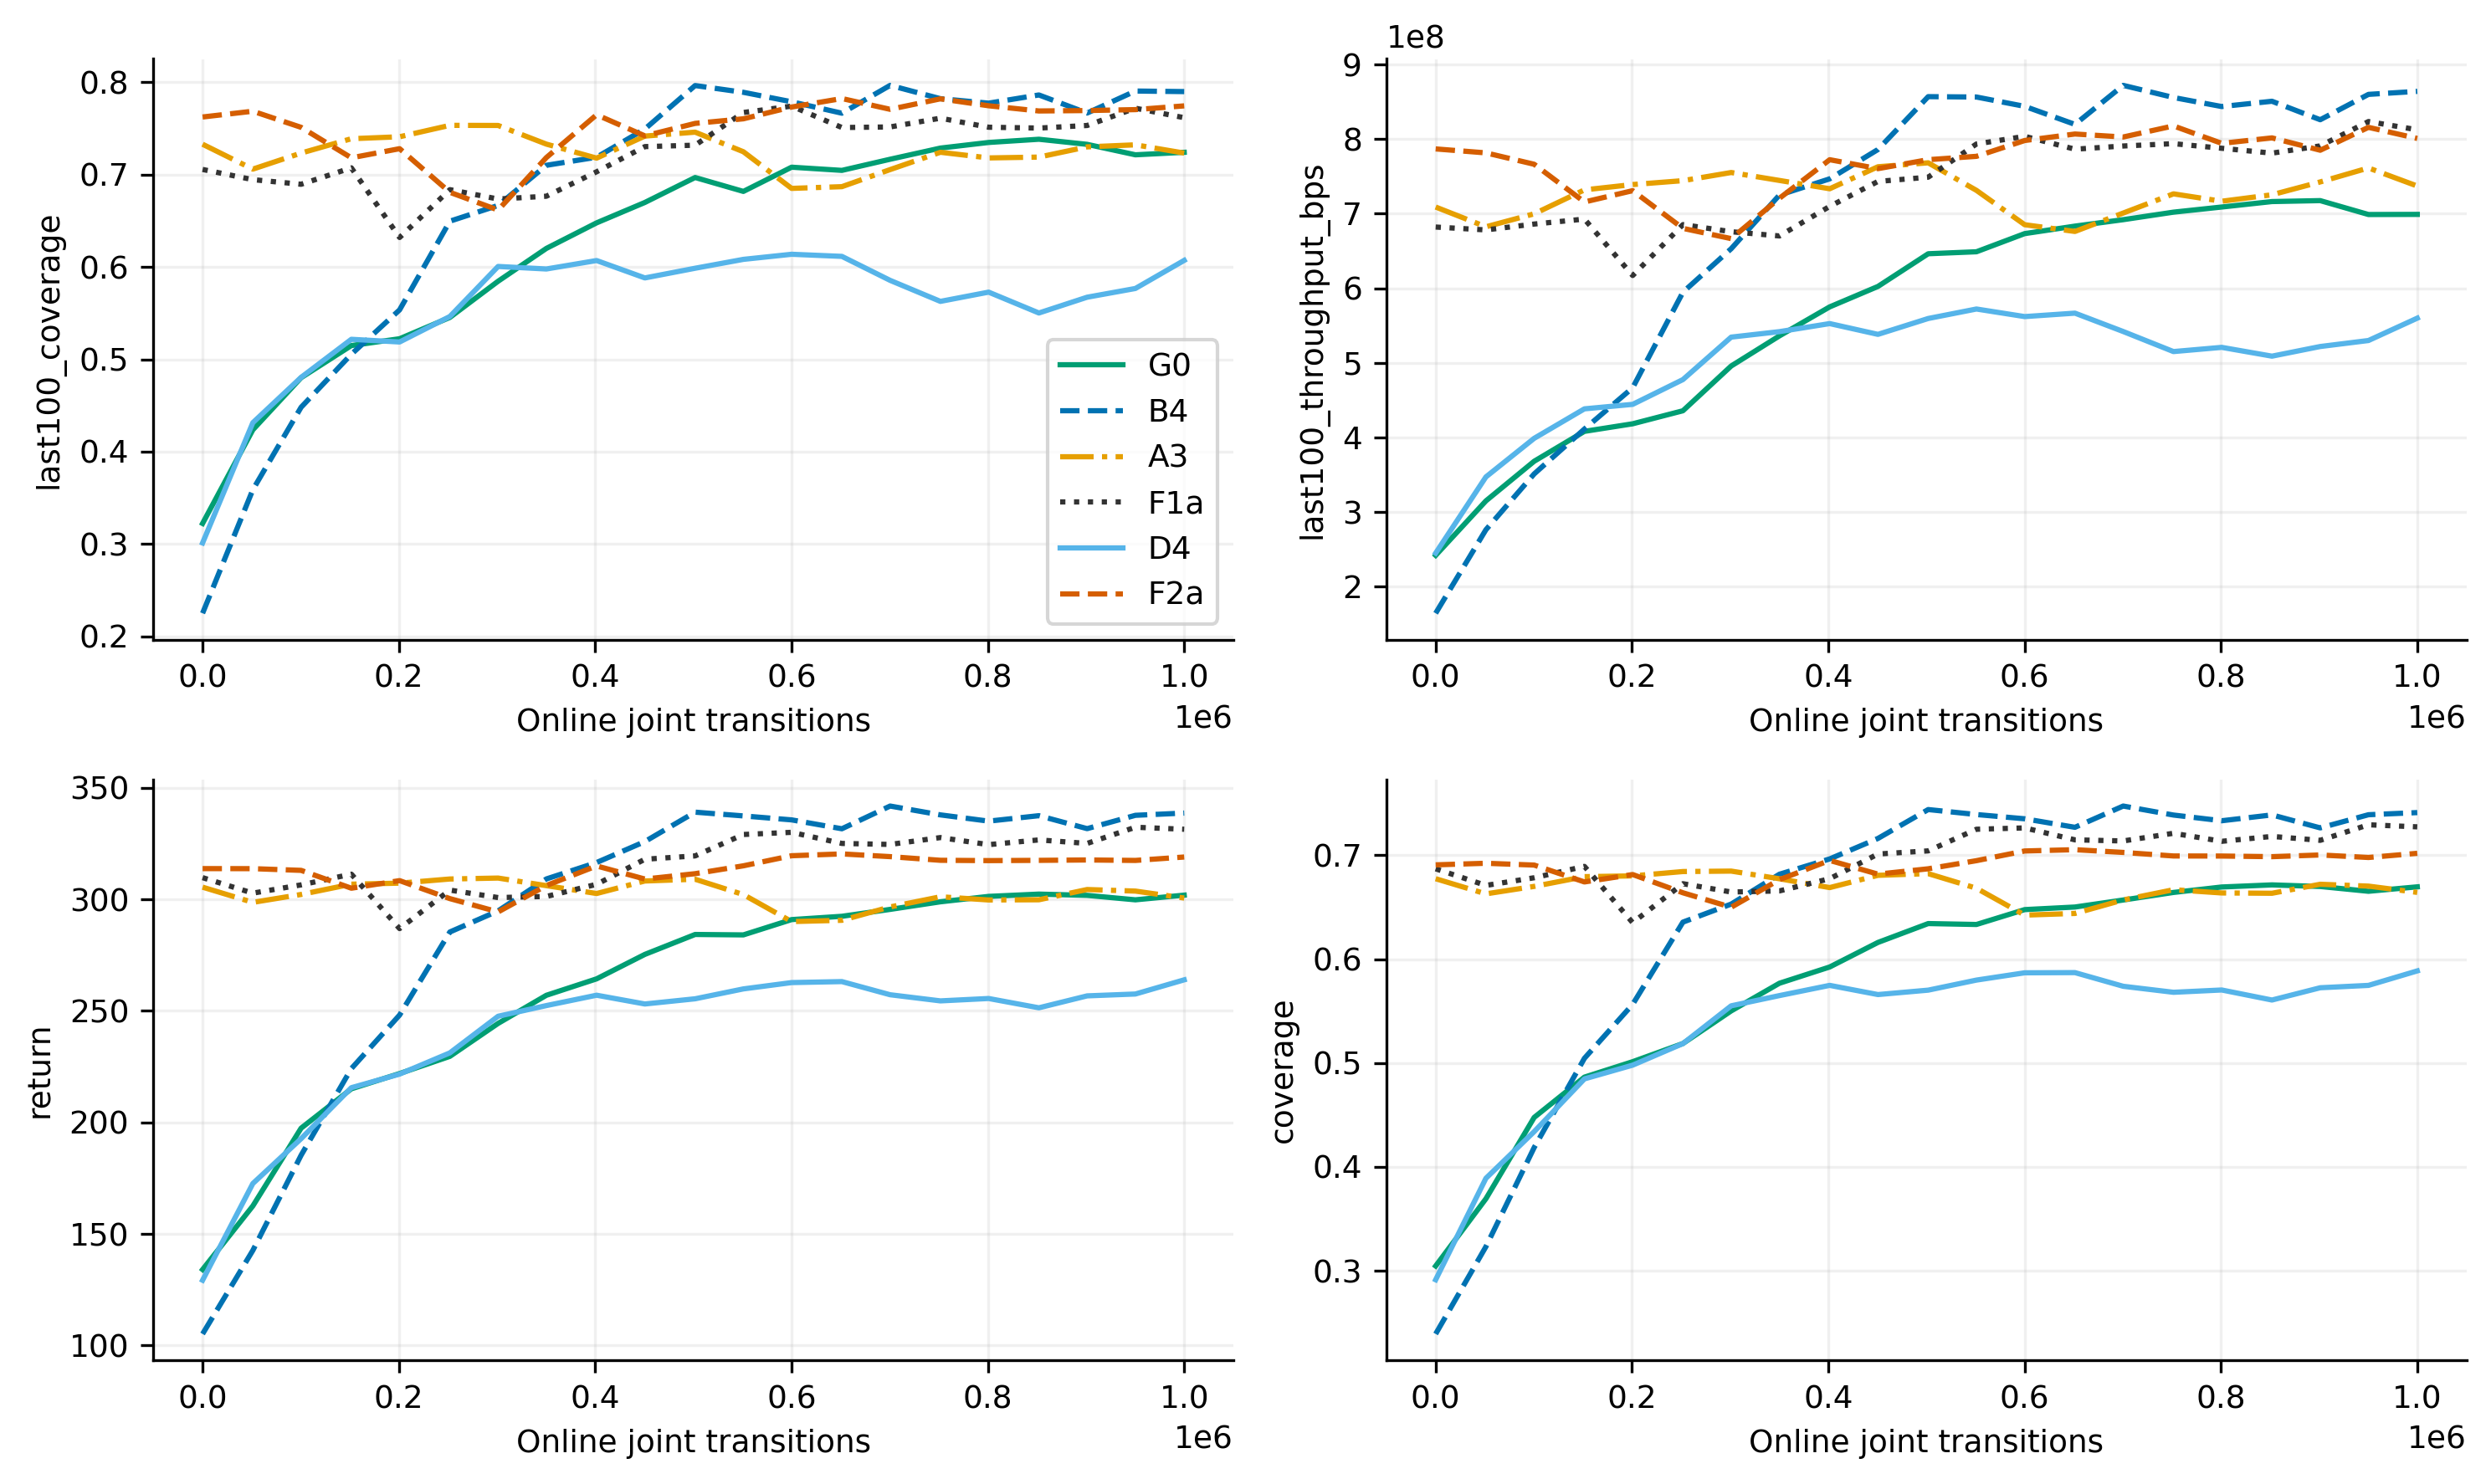 last100_coverage
0.8
0.7
0.6
0.5
0.4
0.3
0.2
G0
B4
A3
F1a
D4
F2a
0.0 0.2 0.4 0.6 0.8 1.0
1e6
Online joint transitions
1e8
last100_throughput_bps
9
8
7
6
5
4
3
2
0.0 0.2 0.4 0.6 0.8 1.0
1e6
Online joint transitions
return
350
300
250
200
150
100
0.0 0.2 0.4 0.6 0.8 1.0
1e6
Online joint transitions
coverage
0.7
0.6
0.5
0.4
0.3
0.0 0.2 0.4 0.6 0.8 1.0
1e6
Online joint transitions